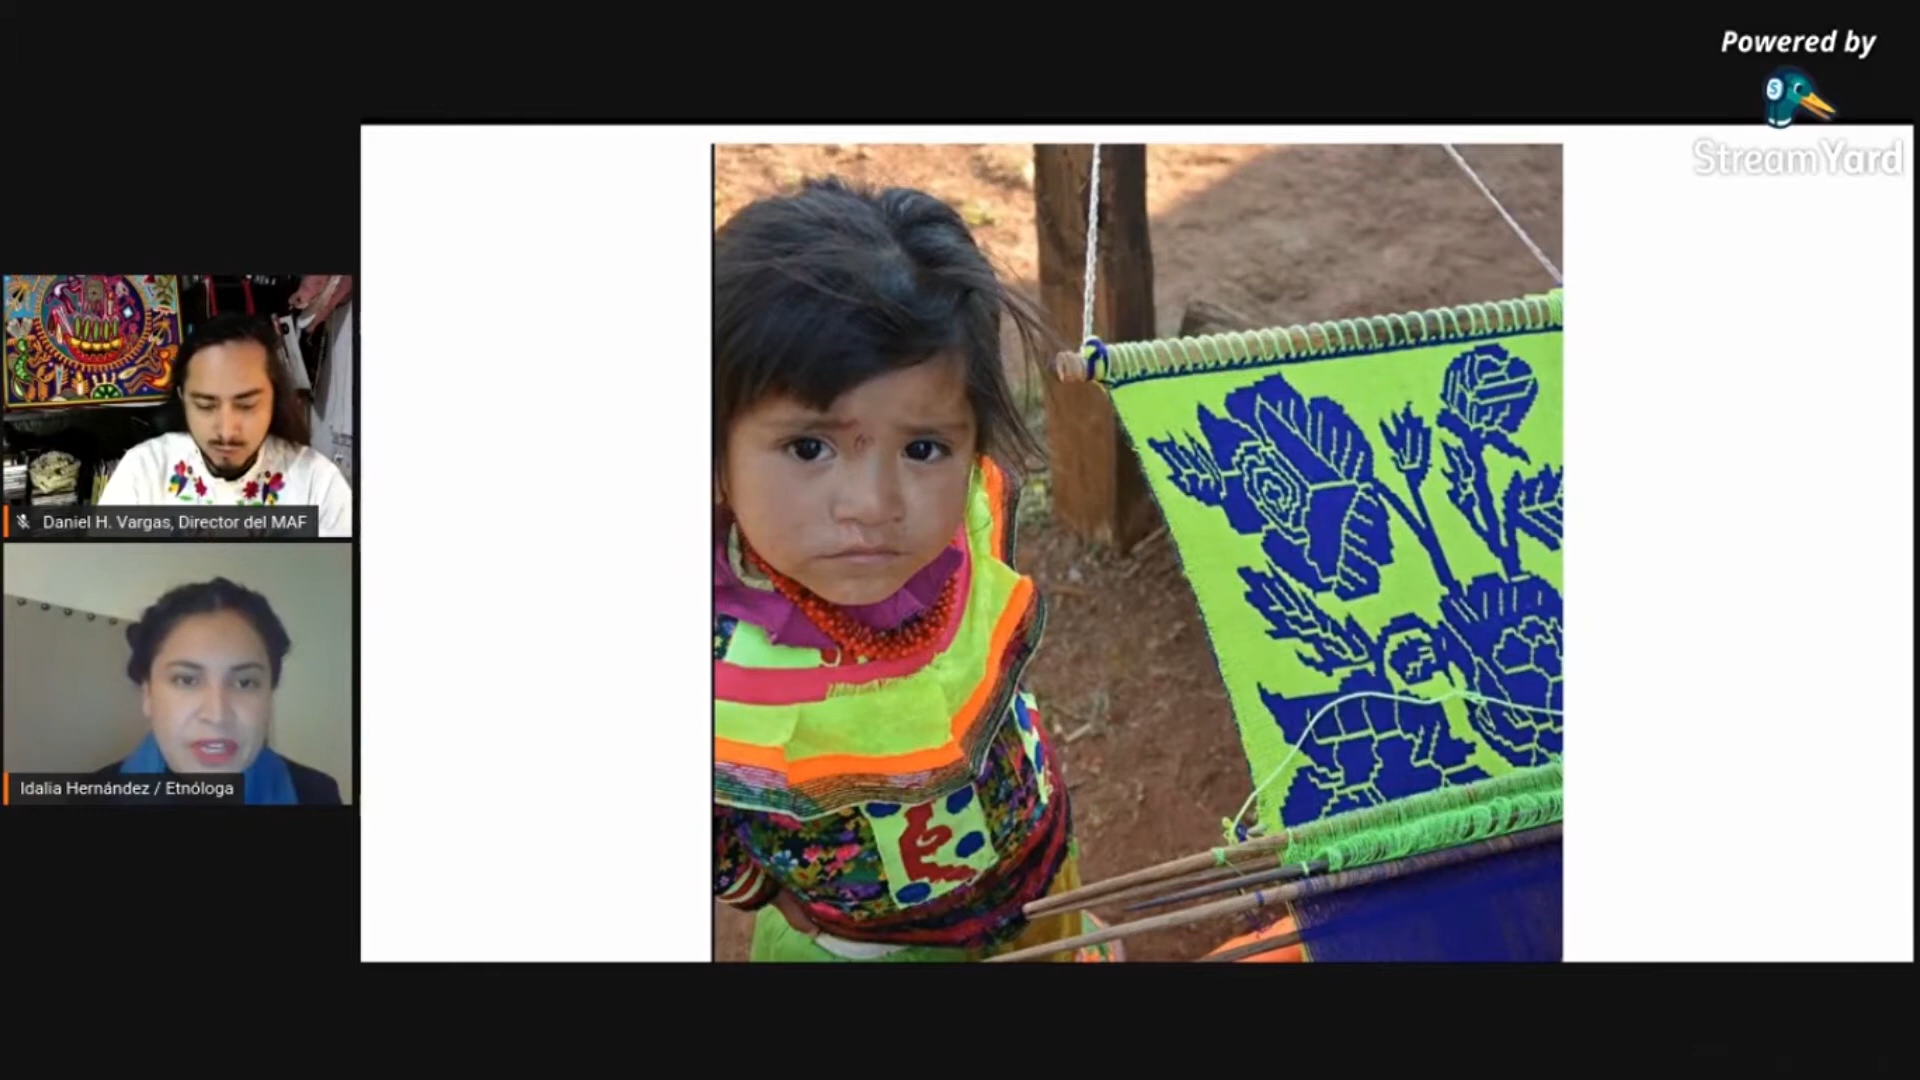 Powered by
StreamYard
Daniel H. Vargas, Director del MAF
Idalia Hernández / Etnóloga